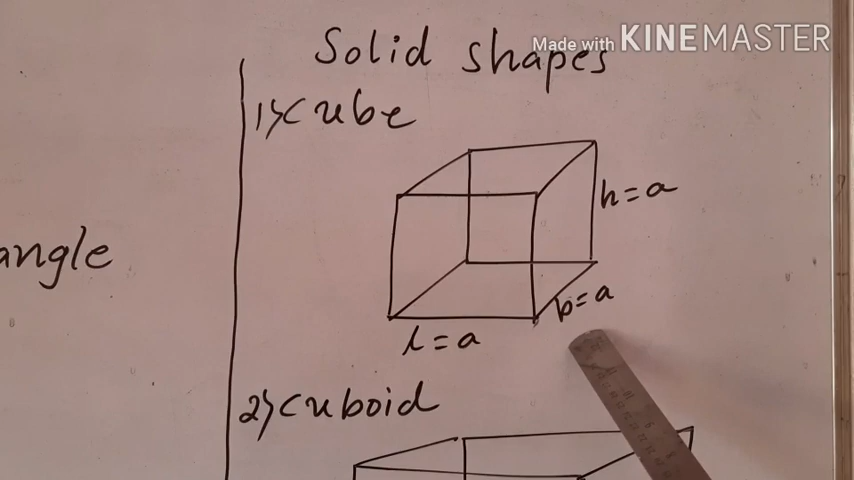 Solid shapes
Made with KINEMASTER
1) cube
h = a
angle
b = a
l = a
2) cuboid